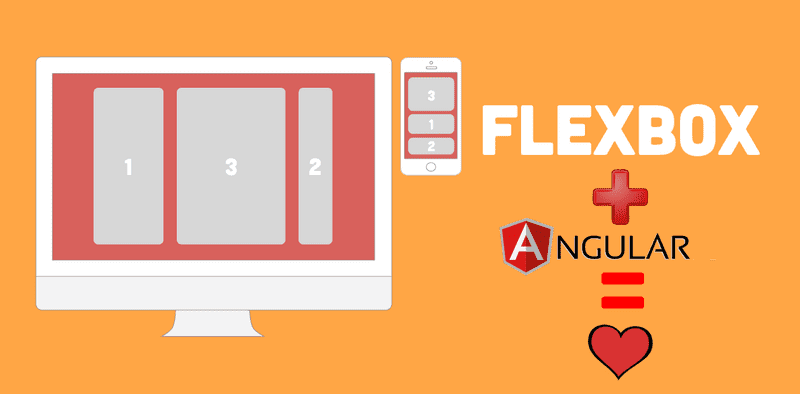 1 3 2
3
1
2
FLEXBOX
+
ANGULAR
=